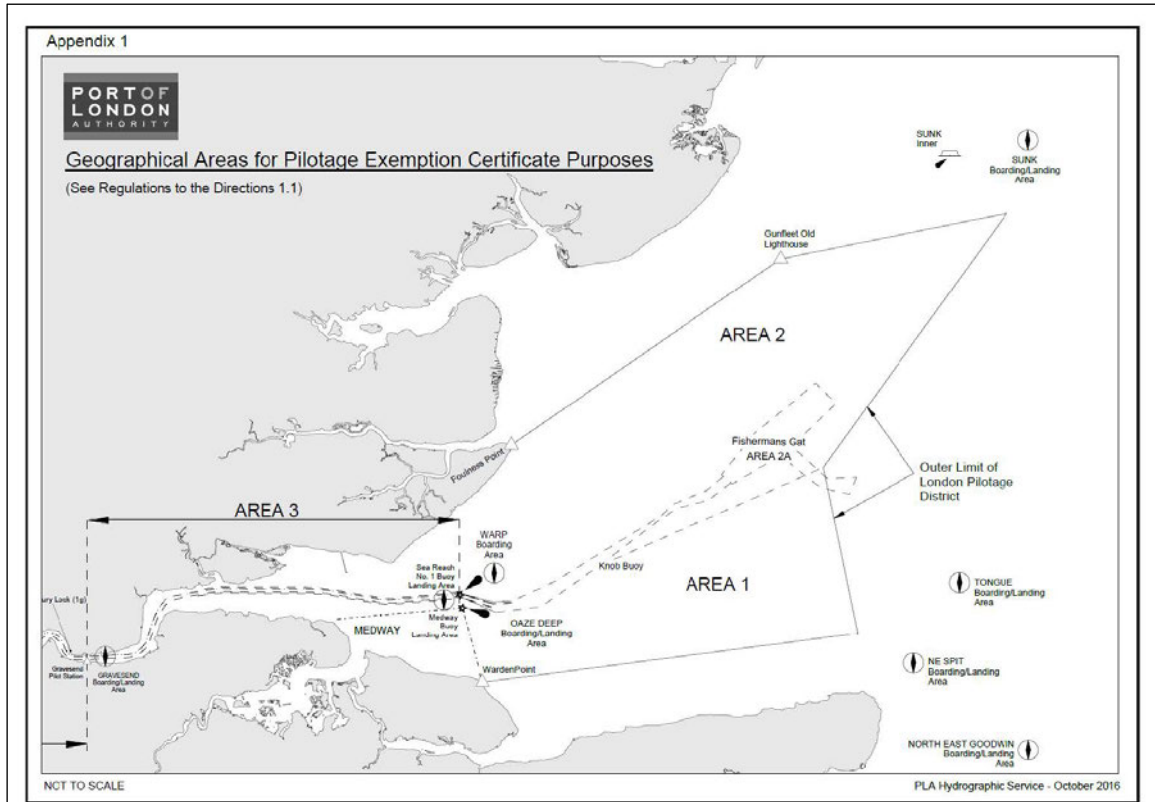 Appendix 1
PORT OF
LONDON
AUTHORITY
Geographical Areas for Pilotage Exemption Certificate Purposes
(See Regulations to the Directions 1.1)
SUNK
Inner
SUNK
Boarding/Landing
Area
Gunfleet Old
Lighthouse
AREA 2
Fishermans Gat
AREA 2A
Foulness Point
Outer Limit of
London Pilotage
District
AREA 3
WARP
Boarding
Area
Sea Reach
No. 1 Buoy
Landing Area
Knob Buoy
AREA 1
TONGUE
Boarding/Landing
Area
ury Lock (1g)
Medway
Buoy
Landing Area
MEDWAY
OAZE DEEP
Boarding/Landing
Area
Gravesend
Pilot Station
GRAVESEND
Boarding/Landing
Area
WardenPoint
NE SPIT
Boarding/Landing
Area
NORTH EAST GOODWIN
Boarding/Landing
Area
NOT TO SCALE
PLA Hydrographic Service - October 2016